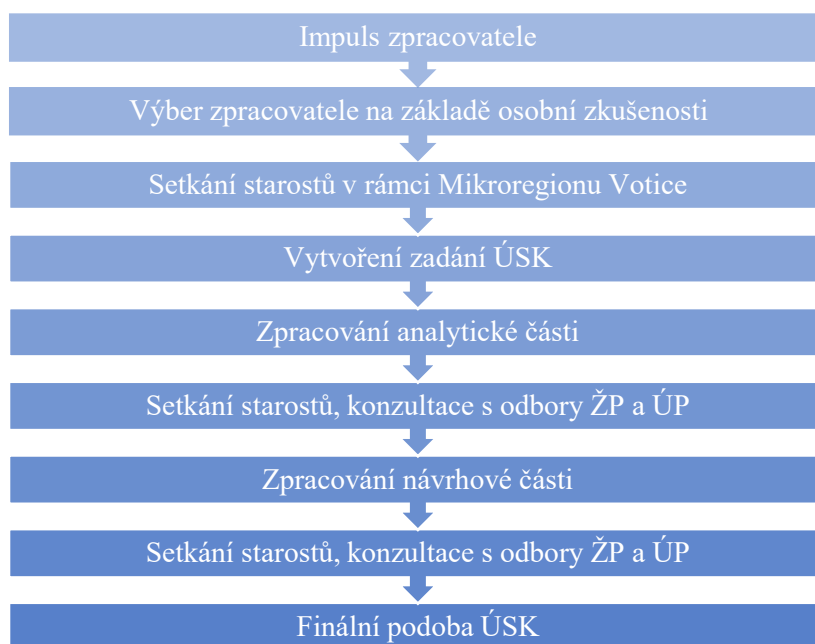 Impuls zpracovatele
Výber zpracovatele na základě osobní zkušenosti
Setkání starostů v rámci Mikroregionu Votice
Vytvoření zadání ÚSK
Zpracování analytické části
Setkání starostů, konzultace s odbory ŽP a ÚP
Zpracování návrhové části
Setkání starostů, konzultace s odbory ŽP a ÚP
Finální podoba ÚSK